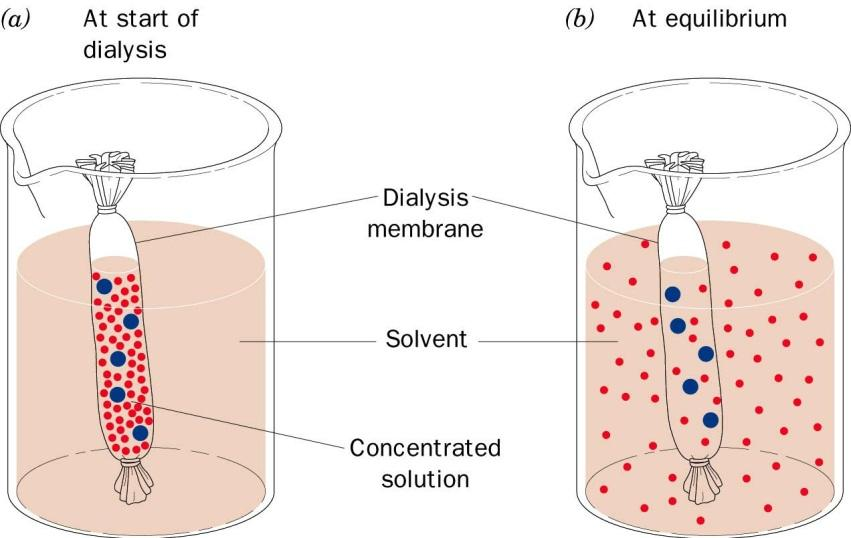 (a) At start of
dialysis
(b) At equilibrium
Dialysis
membrane
Solvent
Concentrated
solution